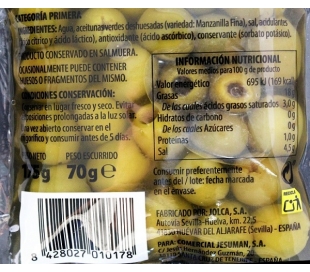 CATEGORÍA PRIMERA
INGREDIENTES: Agua, aceitunas verdes deshuesadas (variedad: Manzanilla Fina), sal, acidulantes
(ácido cítrico y ácido láctico), antioxidante (ácido ascórbico), conservante (sorbato potásico).
PRODUCTO CONSERVADO EN SALMUERA.
OCASIONALMENTE PUEDE CONTENER
HUESOS O FRAGMENTOS DEL MISMO.
CONDICIONES CONSERVACIÓN:
Conservar en lugar fresco y seco. Evitar
exposiciones prolongadas a la luz solar.
Una vez abierto conservar en el
frigorífico y consumir antes de 5 días.
NETO PESO ESCURRIDO
70g e
8 428027 010178
INFORMACIÓN NUTRICIONAL
Valores medios para 100 g de producto
Valor energético 695 kJ (169 kcal)
Grasas
De las cuales ácidos grasos saturados 3,0 g
Hidratos de carbono 0g
De los cuales Azúcares 0g
Proteínas 1,0g
Sal 4,5 g
Consumir preferentemente
antes del / lote: fecha marcada
en el envase.
FABRICADO POR: JOLCA, S.A.
Autovía Sevilla-Huelva, km. 22,5
HUÉVAR DEL ALJARAFE (Sevilla) - ESPAÑA
PARA: COMERCIAL JESUMAN, S.L.